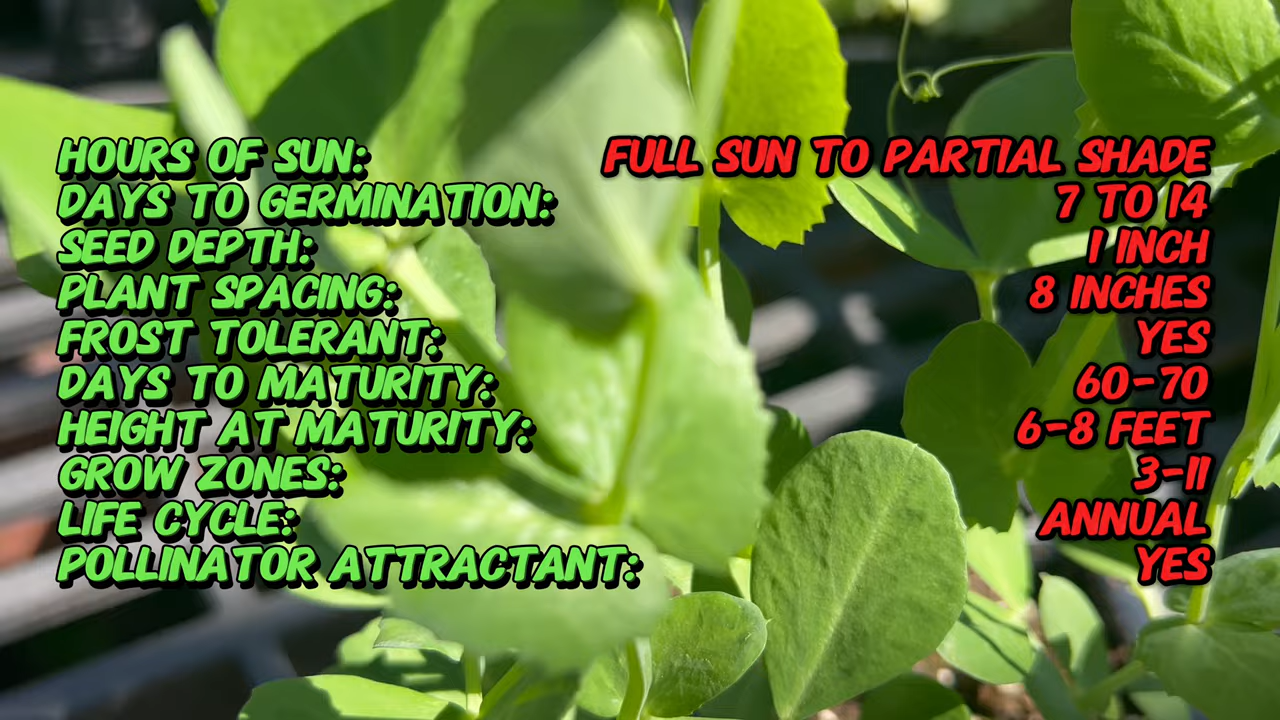 HOURS OF SUN: FULL SUN TO PARTIAL SHADE
DAYS TO GERMINATION: 7 TO 14
SEED DEPTH: 1 INCH
PLANT SPACING: 8 INCHES
FROST TOLERANT: YES
DAYS TO MATURITY: 60-70
HEIGHT AT MATURITY: 6-8 FEET
GROW ZONES: 3-11
LIFE CYCLE: ANNUAL
POLLINATOR ATTRACTANT: YES